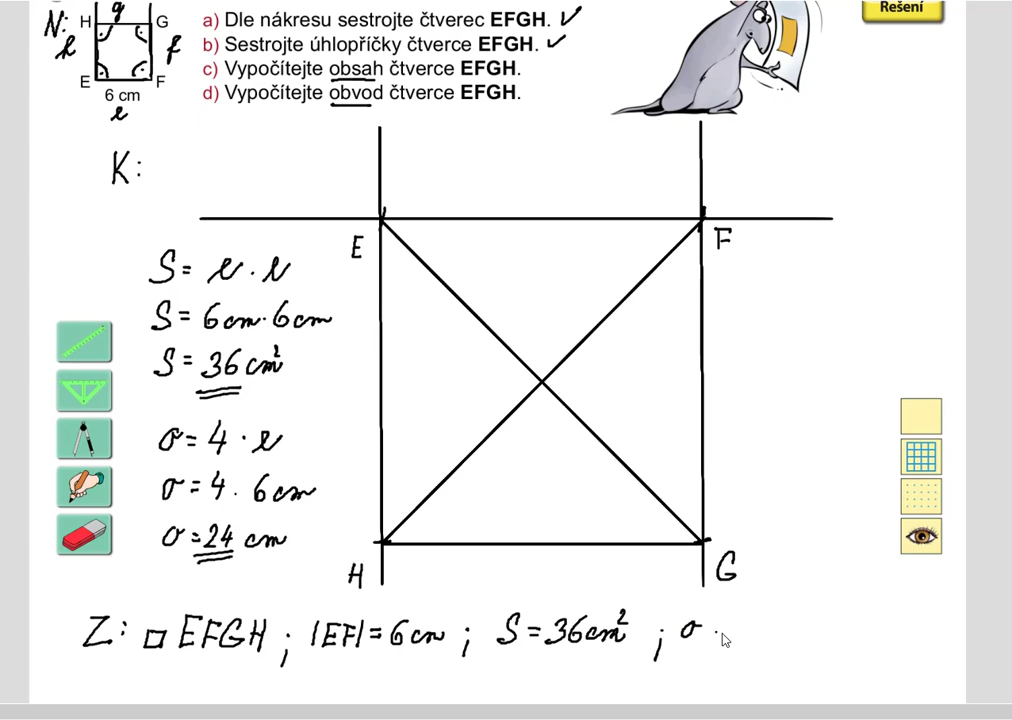 N: H g G
h f
E F
6 cm
e
a) Dle nákresu sestrojte čtverec EFGH. ✓
b) Sestrojte úhlopříčky čtverce EFGH. ✓
c) Vypočítejte obsah čtverce EFGH.
d) Vypočítejte obvod čtverce EFGH.
Řešení
K:
E F
S = e · e
S = 6 cm · 6 cm
S = 36 cm²
o = 4 · e
o = 4 · 6 cm
o = 24 cm
H G
Z: □ EFGH ; |EF| = 6 cm ; S = 36 cm² ; o